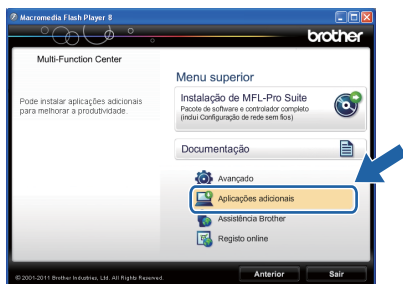 Macromedia Flash Player 8
brother
Multi-Function Center
Pode instalar aplicações adicionais
para melhorar a produtividade.
Menu superior
Instalação de MFL-Pro Suite
Pacote de software e controlador completo
(inclui Configuração de rede sem fios)
Documentação
Avançado
Aplicações adicionais
Assistência Brother
Registo online
© 2001-2011 Brother Industries, Ltd. All Rights Reserved.
Anterior
Sair